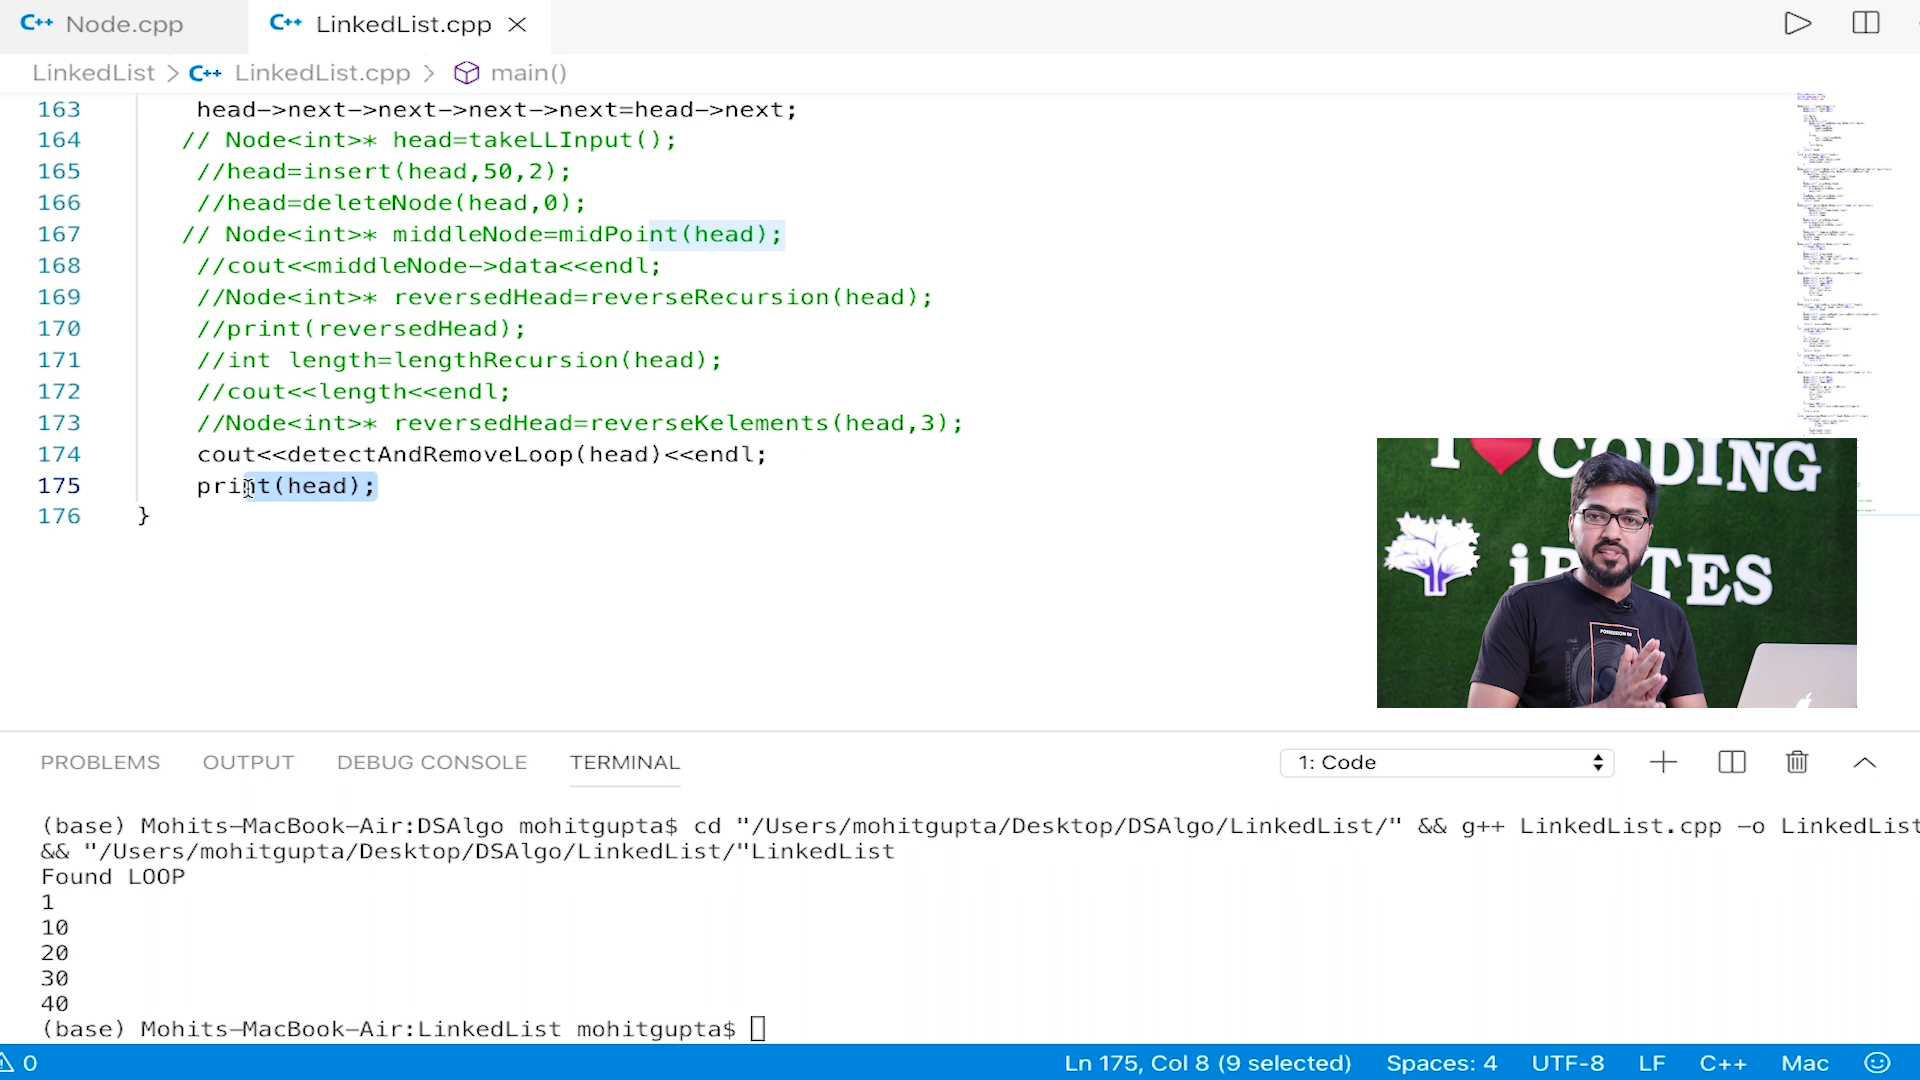 C++ Node.cpp
C++ LinkedList.cpp
LinkedList > C++ LinkedList.cpp > main()
163 head->next->next->next->next=head->next;
164 // Node<int>* head=takeLLInput();
165 //head=insert(head,50,2);
166 //head=deleteNode(head,0);
167 // Node<int>* middleNode=midPoint(head);
168 //cout<<middleNode->data<<endl;
169 //Node<int>* reversedHead=reverseRecursion(head);
170 //print(reversedHead);
171 //int length=lengthRecursion(head);
172 //cout<<length<<endl;
173 //Node<int>* reversedHead=reverseKelements(head,3);
174 cout<<detectAndRemoveLoop(head)<<endl;
175 print(head);
176 }
I CODING
POSSESSION OF
PROBLEMS OUTPUT DEBUG CONSOLE TERMINAL 1: Code
(base) Mohits-MacBook-Air:DSAlgo mohitgupta$ cd "/Users/mohitgupta/Desktop/DSAlgo/LinkedList/" && g++ LinkedList.cpp -o LinkedList
&& "/Users/mohitgupta/Desktop/DSAlgo/LinkedList/"LinkedList
Found LOOP
1
10
20
30
40
(base) Mohits-MacBook-Air:LinkedList mohitgupta$
0 Ln 175, Col 8 (9 selected) Spaces: 4 UTF-8 LF C++ Mac